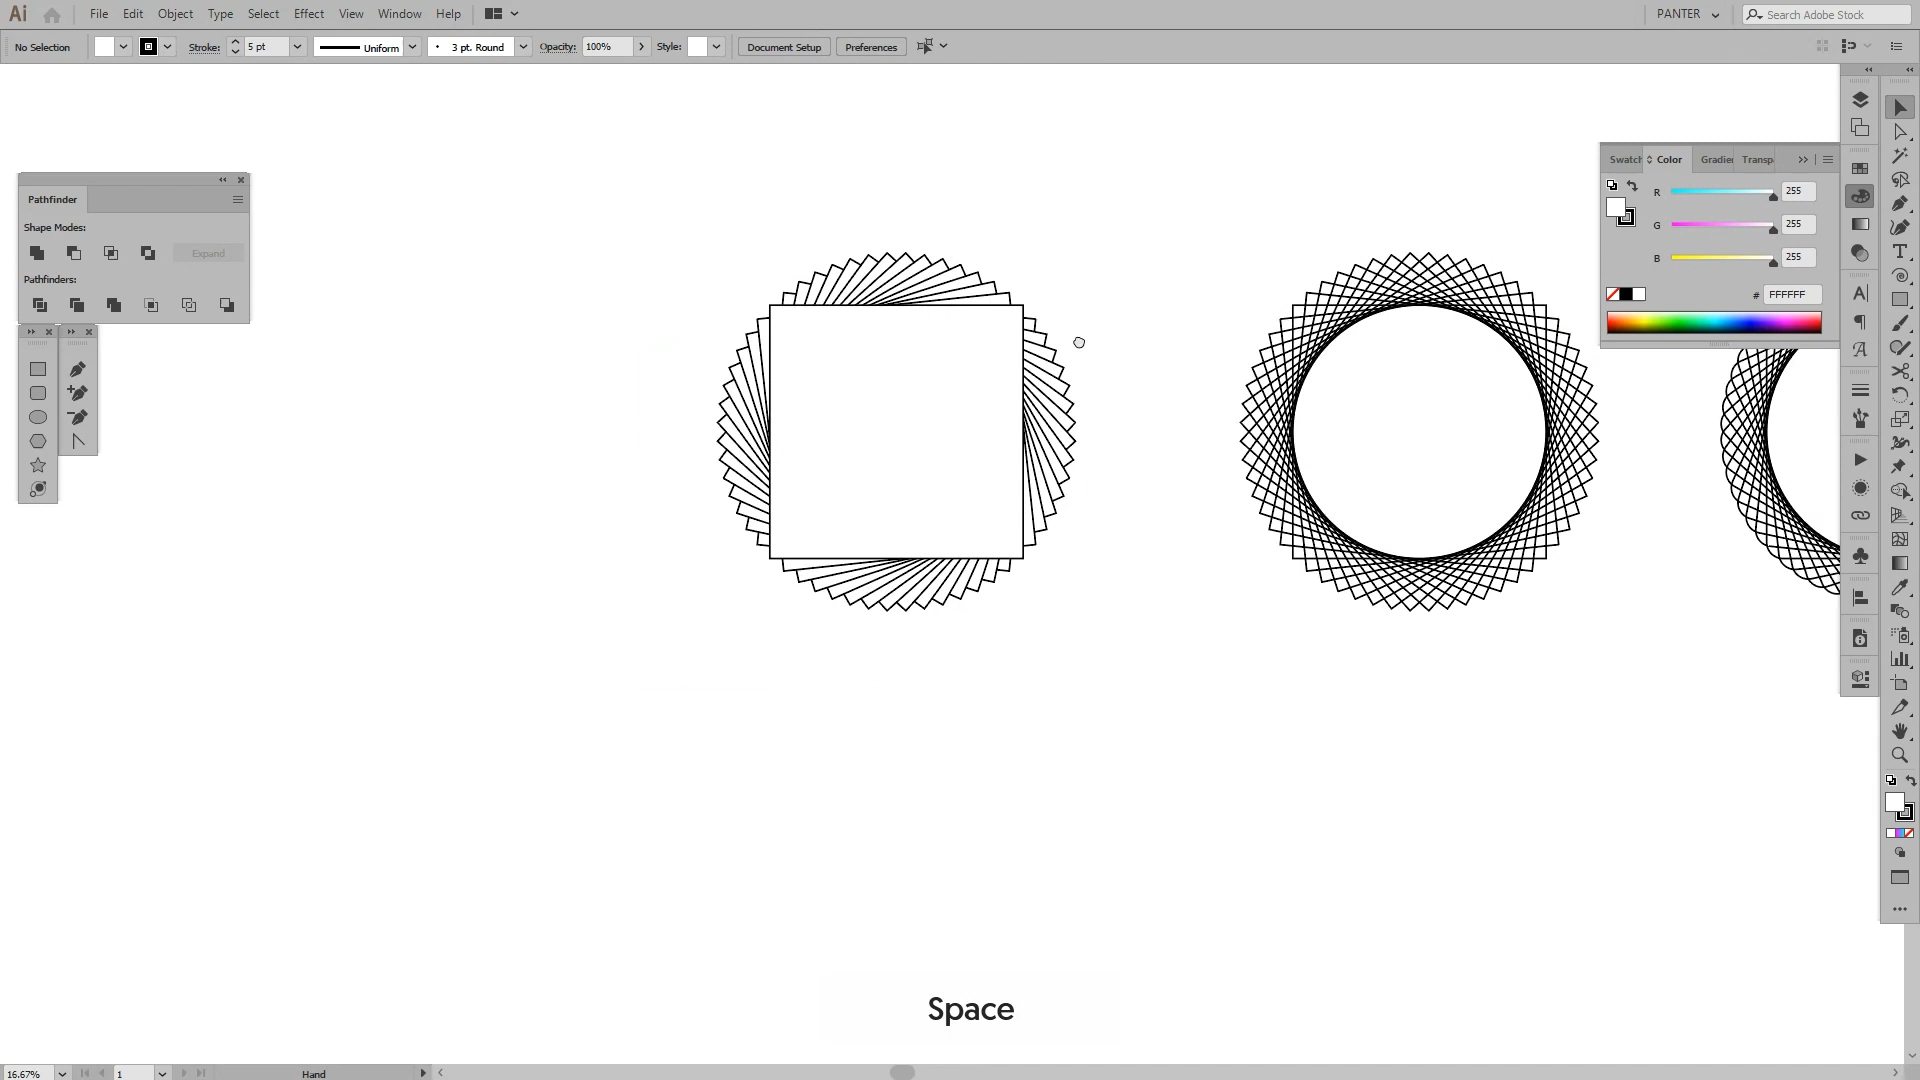 Ai File Edit Object Type Select Effect View Window Help PANTER Search Adobe Stock
No Selection Stroke: 5 pt Uniform 3 pt. Round Opacity: 100% Style: Document Setup Preferences
Pathfinder
Shape Modes:
Expand
Pathfinders:
Swatch Color Gradie Transp
R 255
G 255
B 255
# FFFFFF
Space
16.67% 1 Hand